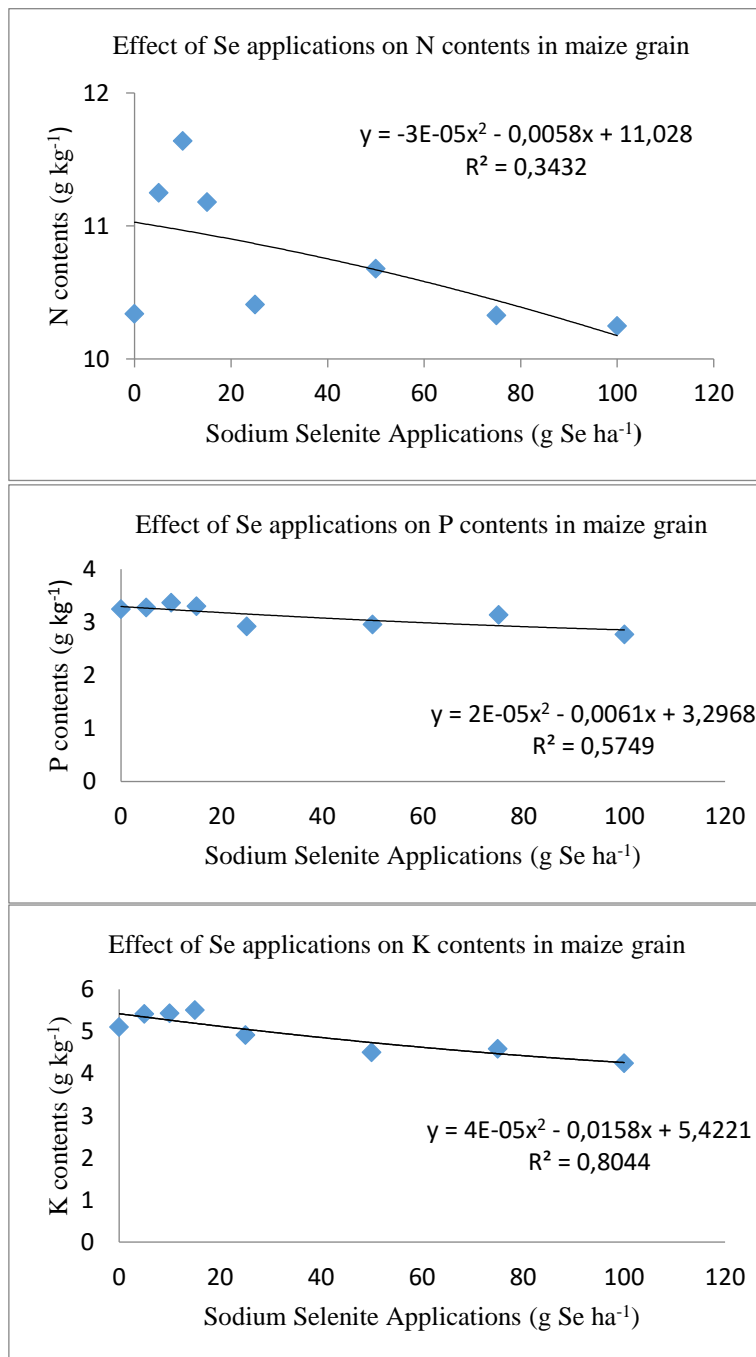 Effect of Se applications on N contents in maize grain
12
11
10
N contents (g kg⁻¹)
y = -3E-05x² - 0,0058x + 11,028
R² = 0,3432
0 20 40 60 80 100 120
Sodium Selenite Applications (g Se ha⁻¹)
Effect of Se applications on P contents in maize grain
4
3
2
1
0
P contents (g kg⁻¹)
y = 2E-05x² - 0,0061x + 3,2968
R² = 0,5749
0 20 40 60 80 100 120
Sodium Selenite Applications (g Se ha⁻¹)
Effect of Se applications on K contents in maize grain
6
5
4
3
2
1
0
K contents (g kg⁻¹)
y = 4E-05x² - 0,0158x + 5,4221
R² = 0,8044
0 20 40 60 80 100 120
Sodium Selenite Applications (g Se ha⁻¹)